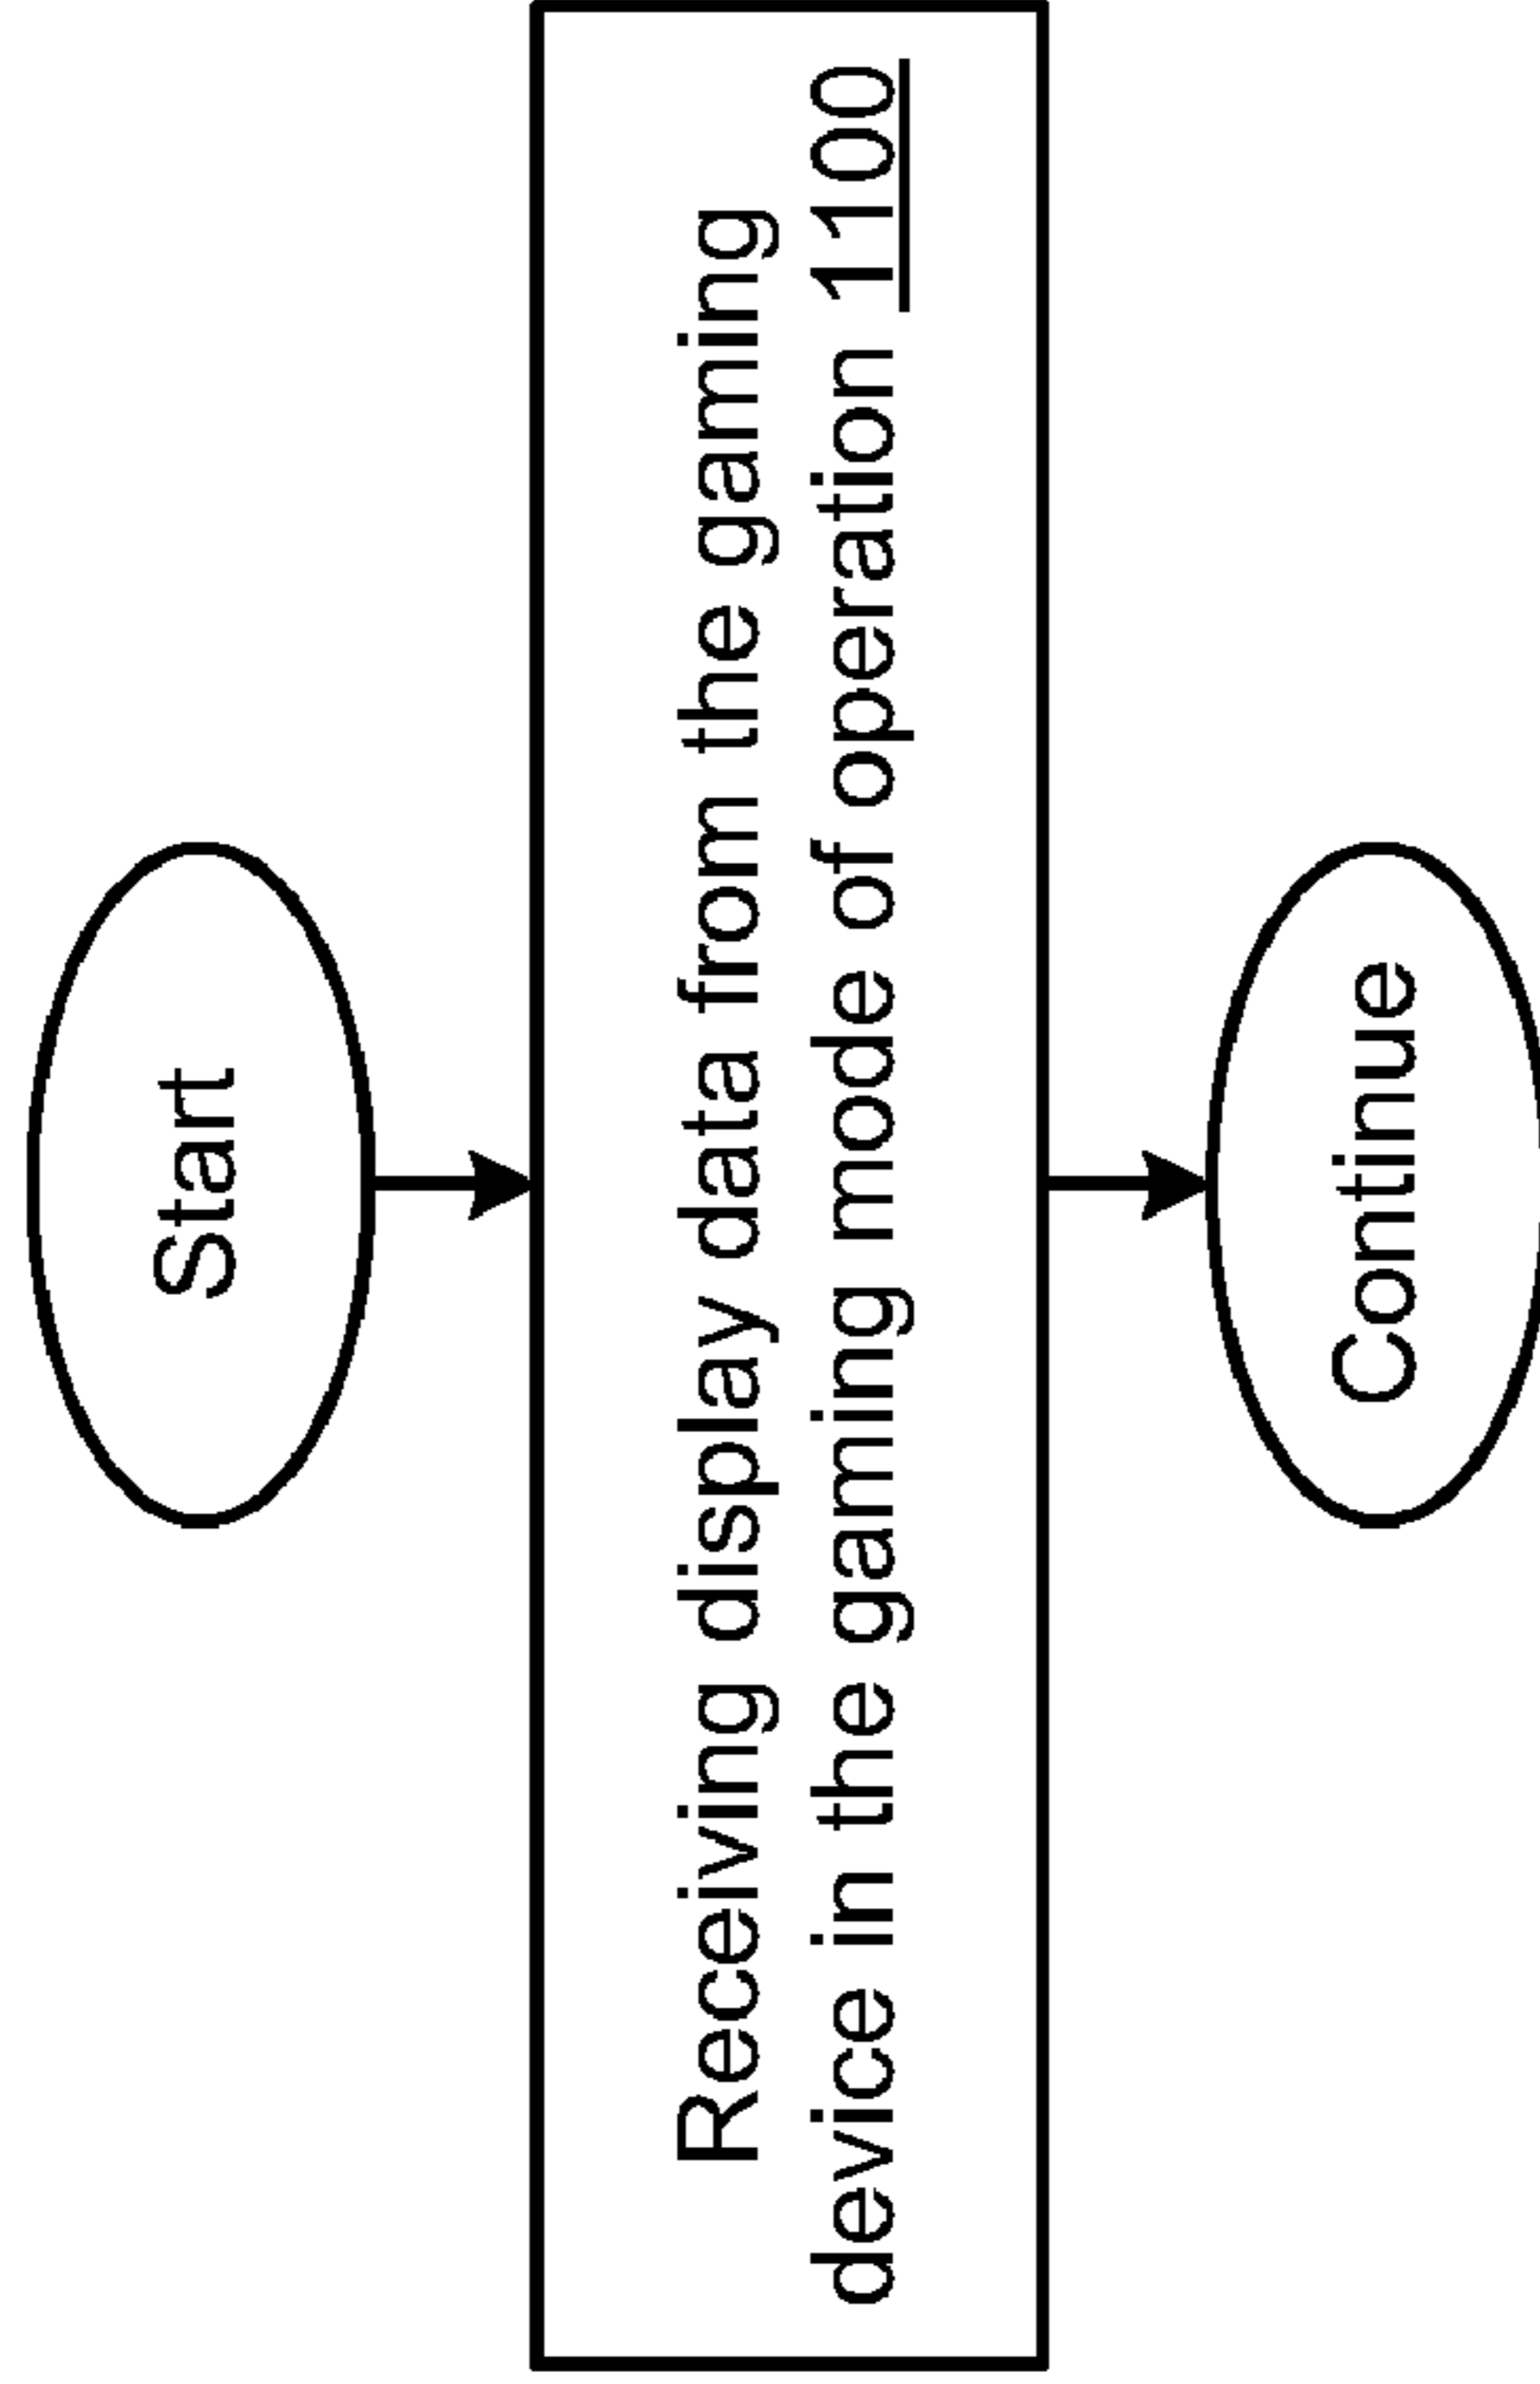 Start
Receiving display data from the gaming
device in the gaming mode of operation 1100
Continue